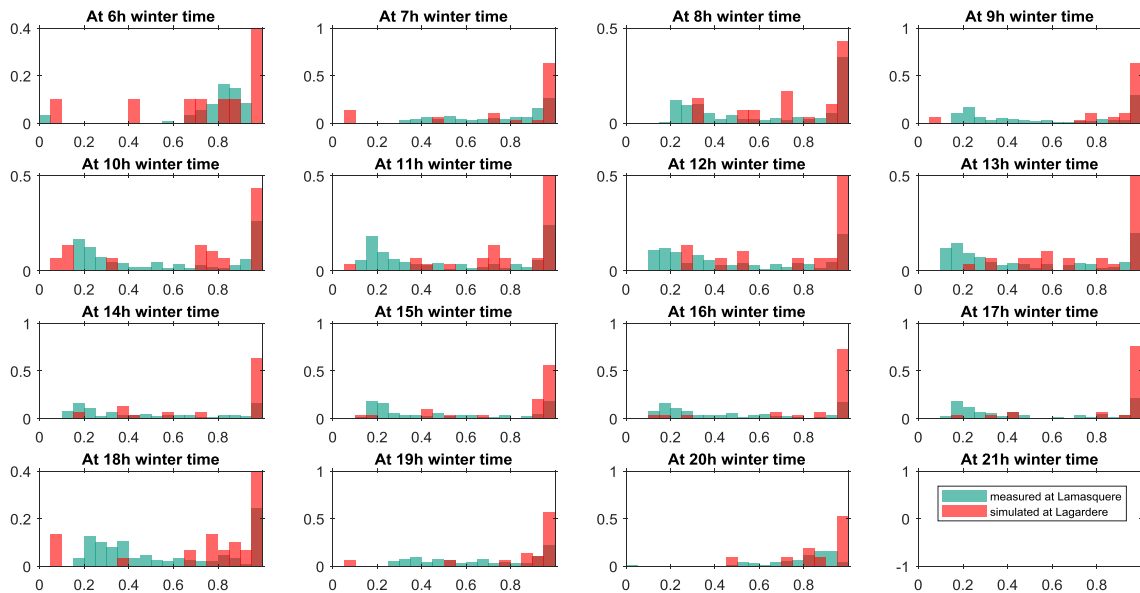 At 6h winter time
At 7h winter time
At 8h winter time
At 9h winter time
0.4
0.2
0
0 0.2 0.4 0.6 0.8
1
0.5
0
0 0.2 0.4 0.6 0.8
1
0.5
0
0 0.2 0.4 0.6 0.8
1
0.5
0
0 0.2 0.4 0.6 0.8
At 10h winter time
At 11h winter time
At 12h winter time
At 13h winter time
0.5
0
0 0.2 0.4 0.6 0.8
0.5
0
0 0.2 0.4 0.6 0.8
0.5
0
0 0.2 0.4 0.6 0.8
0.5
0
0 0.2 0.4 0.6 0.8
At 14h winter time
At 15h winter time
At 16h winter time
At 17h winter time
1
0.5
0
0 0.2 0.4 0.6 0.8
1
0.5
0
0 0.2 0.4 0.6 0.8
1
0.5
0
0 0.2 0.4 0.6 0.8
1
0.5
0
0 0.2 0.4 0.6 0.8
At 18h winter time
At 19h winter time
At 20h winter time
At 21h winter time
0.4
0.2
0
0 0.2 0.4 0.6 0.8
1
0.5
0
0 0.2 0.4 0.6 0.8
1
0.5
0
0 0.2 0.4 0.6 0.8
1
0
-1
0 0.2 0.4 0.6 0.8
measured at Lamasquere
simulated at Lagardere